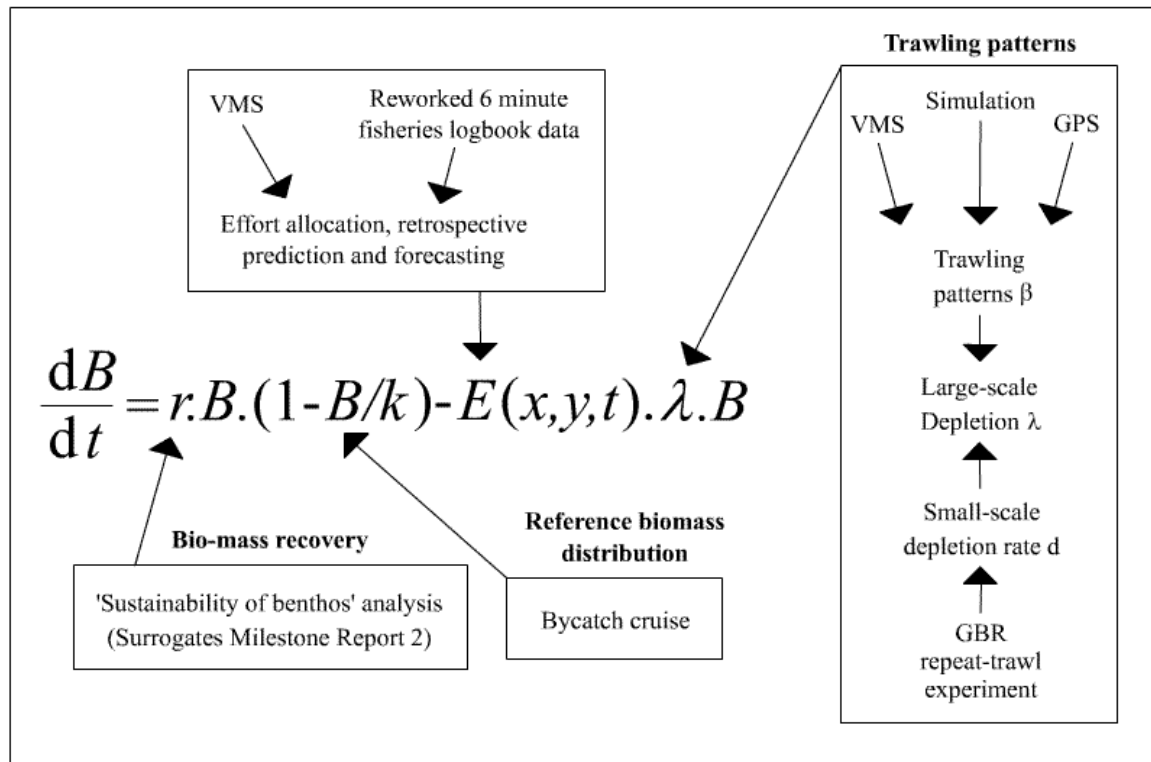 Trawling patterns
VMS
Reworked 6 minute
fisheries logbook data
Effort allocation, retrospective
prediction and forecasting
Simulation
VMS
GPS
Trawling
patterns β
Large-scale
Depletion λ
Small-scale
depletion rate d
GBR
repeat-trawl
experiment
dB/dt=r.B.(1-B/k)-E(x,y,t).λ.B
Bio-mass recovery
'Sustainability of benthos' analysis
(Surrogates Milestone Report 2)
Reference biomass
distribution
Bycatch cruise